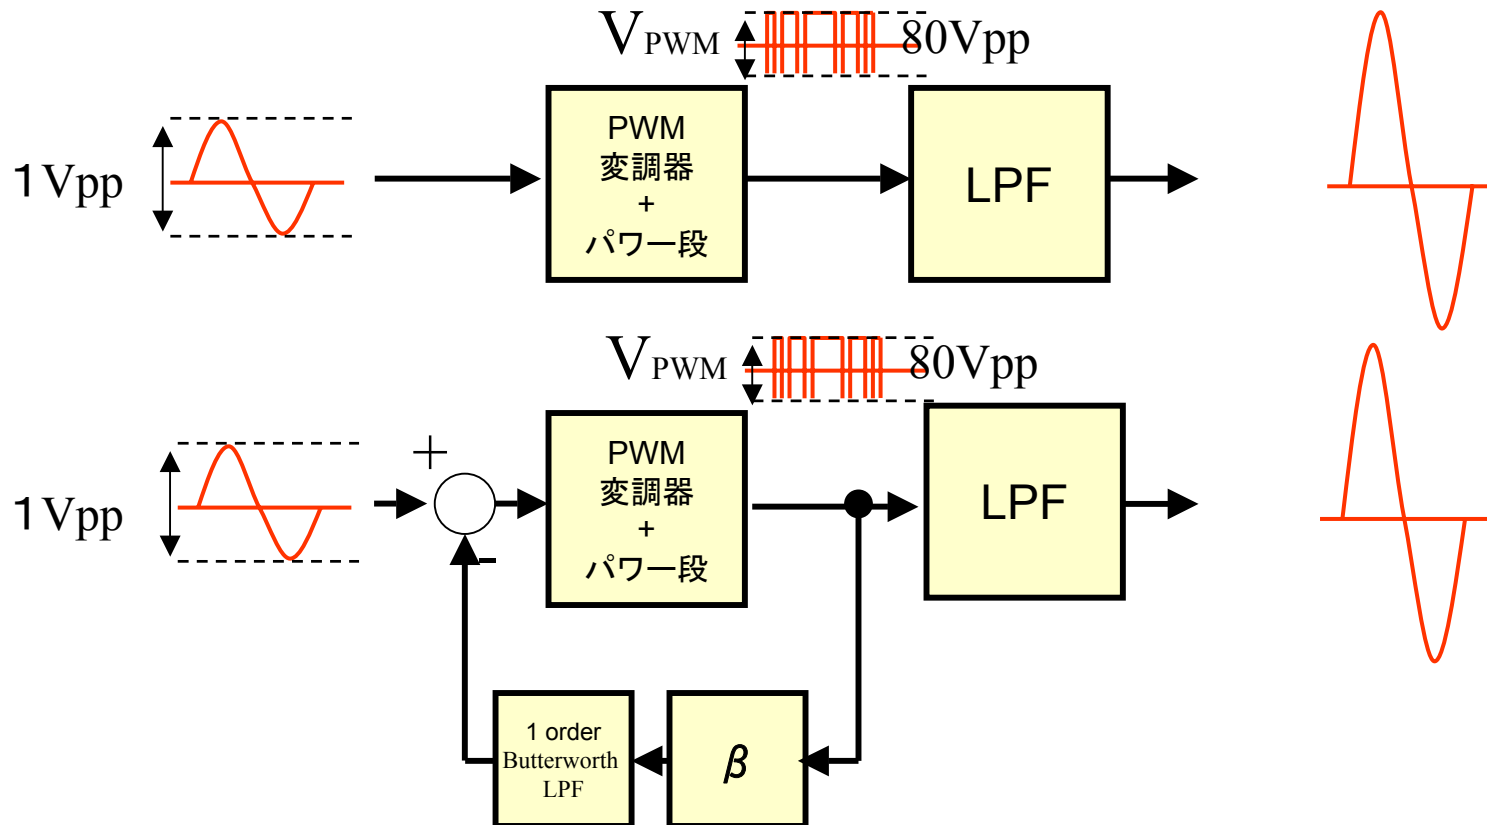 VPWM
80Vpp
1Vpp
PWM
変調器
+
パワー段
LPF
VPWM
80Vpp
+
1Vpp
PWM
変調器
+
パワー段
LPF
-
1 order
Butterworth
LPF
β